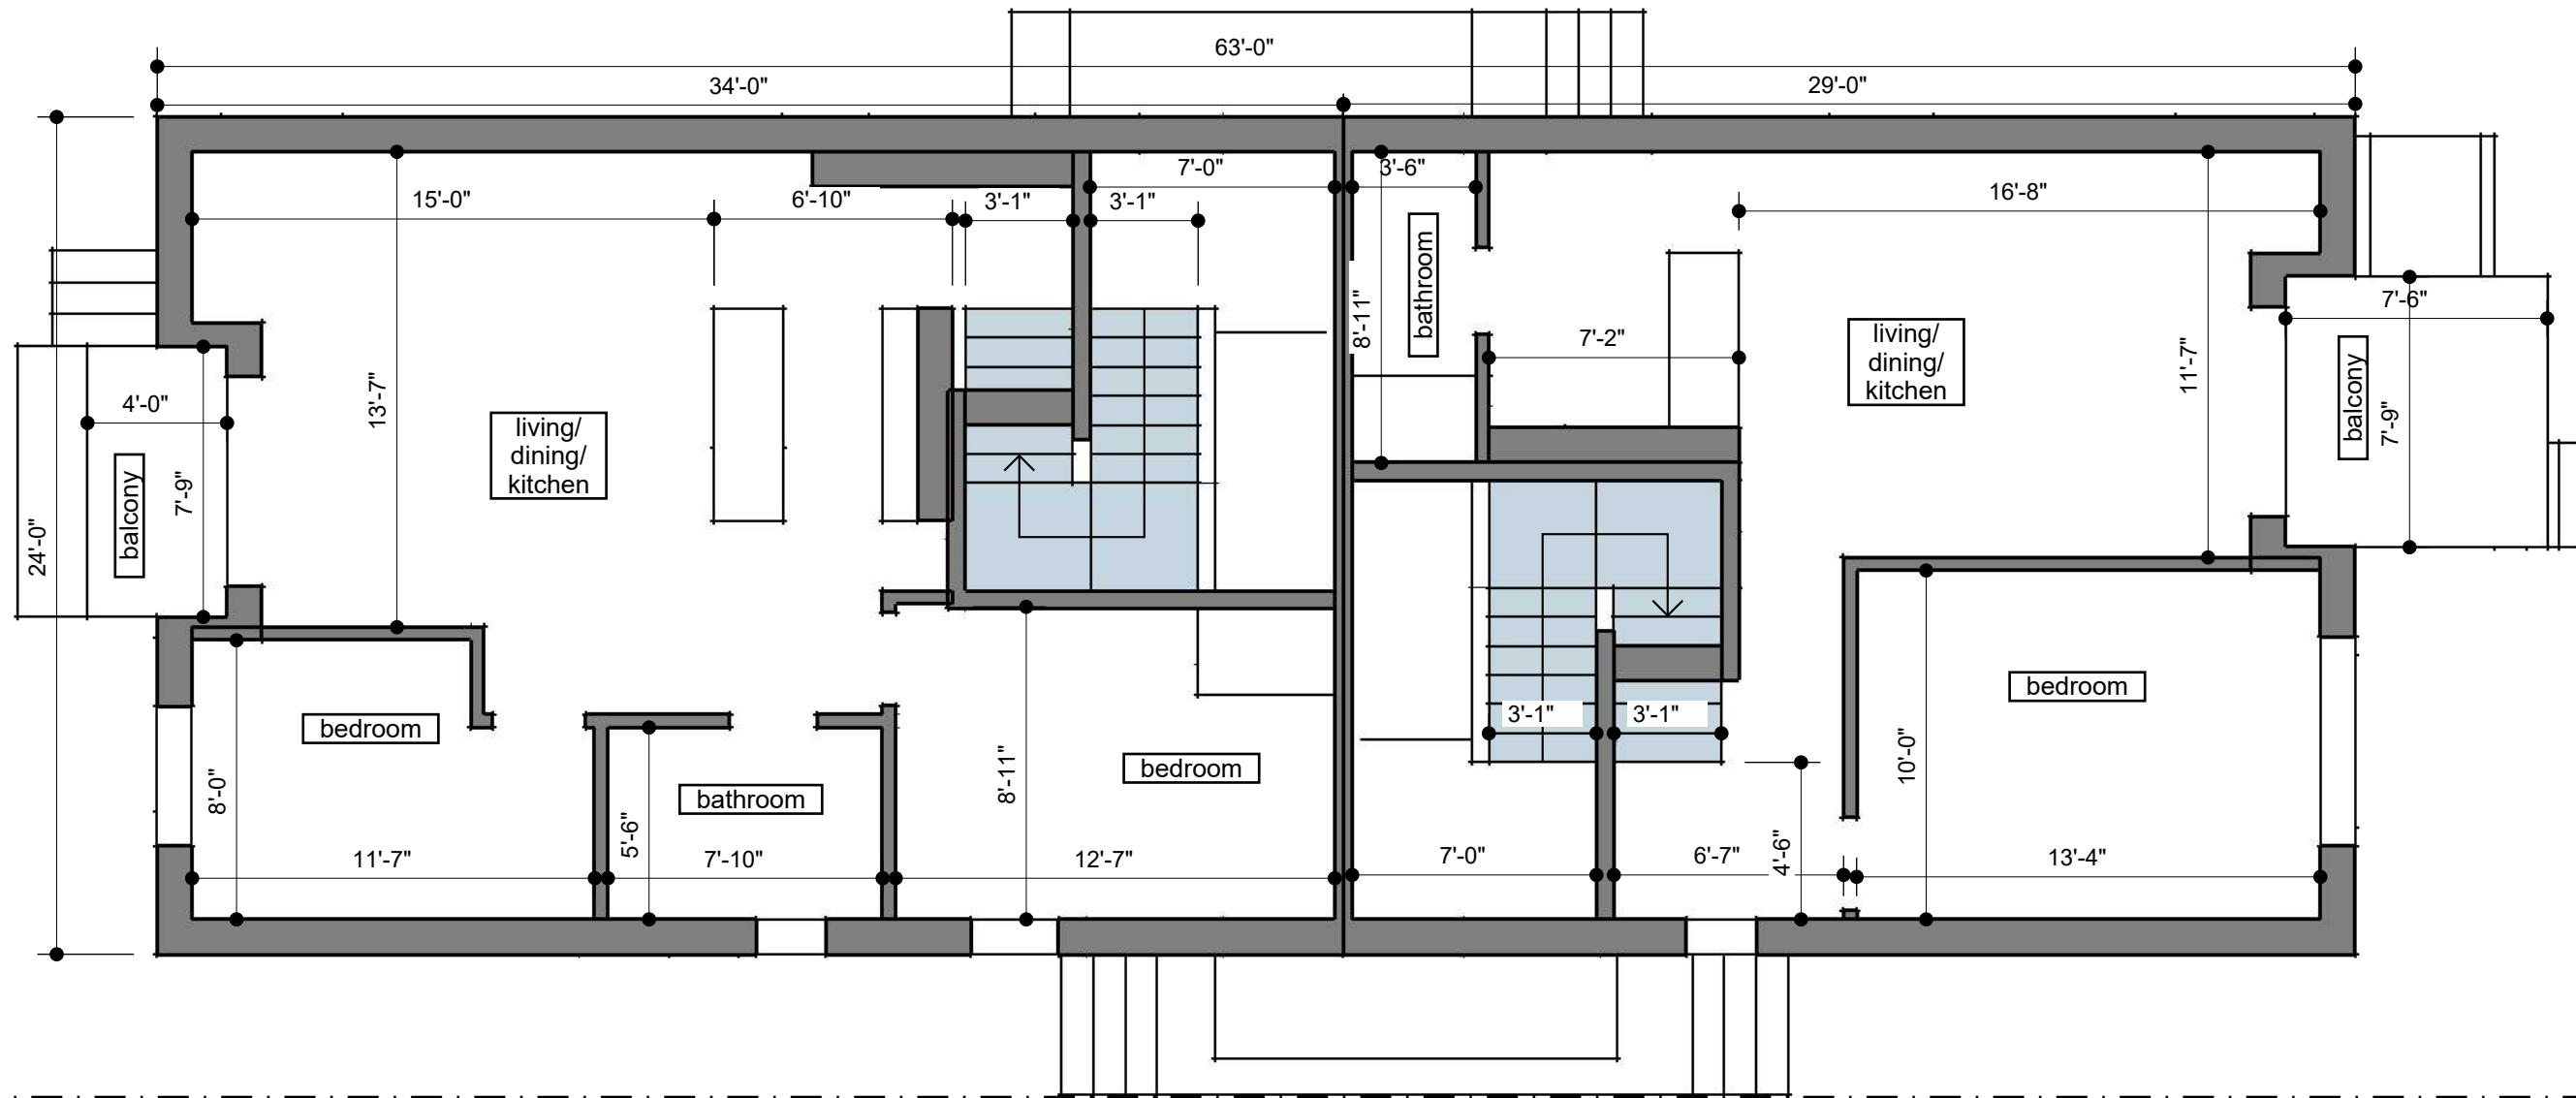 63'-0"
34'-0"
29'-0"
7'-0"
3'-6"
15'-0"
6'-10"
3'-1"
3'-1"
16'-8"
bathroom
8'-11"
7'-2"
living/
dining/
kitchen
11'-7"
7'-6"
balcony
7'-9"
4'-0"
13'-7"
living/
dining/
kitchen
balcony
7'-9"
24'-0"
bedroom
bedroom
3'-1"
3'-1"
bedroom
8'-0"
bathroom
5'-6"
8'-11"
10'-0"
11'-7"
7'-10"
12'-7"
7'-0"
6'-7"
4'-6"
13'-4"